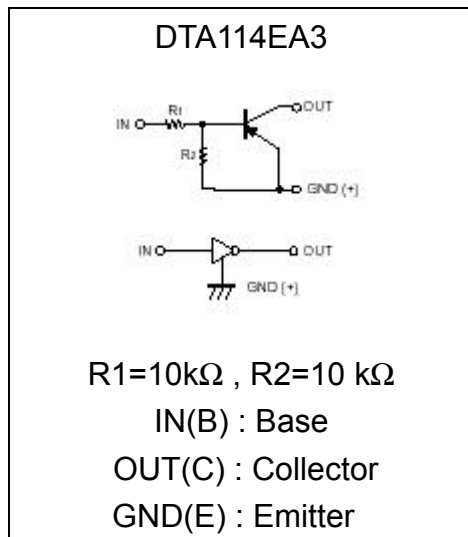 DTA114EA3
OUT
R1
IN
R2
GND (+)
IN
OUT
GND (+)
R1=10kΩ , R2=10 kΩ
IN(B) : Base
OUT(C) : Collector
GND(E) : Emitter